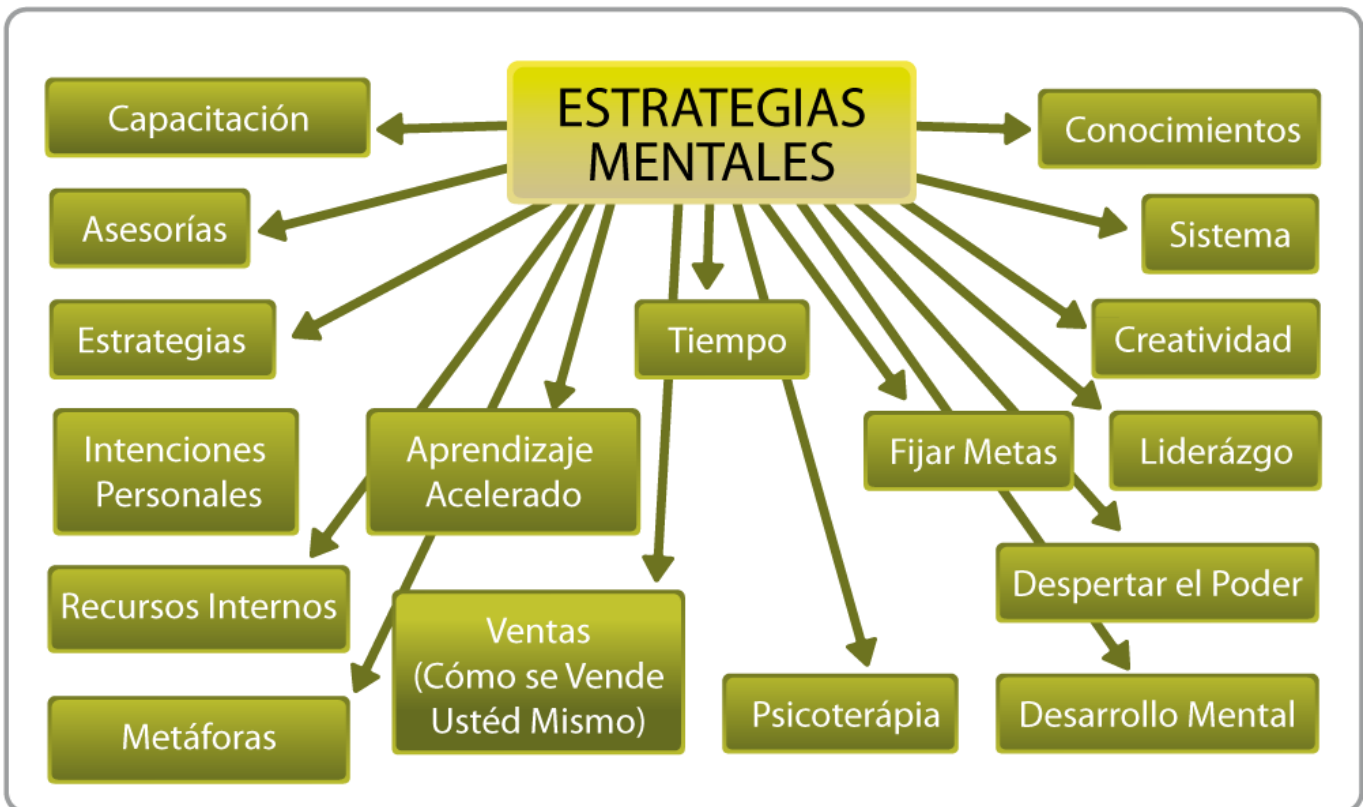 ESTRATEGIAS
MENTALES
Capacitación
Asesorías
Estrategias
Intenciones
Personales
Recursos Internos
Metáforas
Aprendizaje
Acelerado
Ventas
(Cómo se Vende
Ustéd Mismo)
Tiempo
Psicoterápia
Fijar Metas
Conocimientos
Sistema
Creatividad
Liderázgo
Despertar el Poder
Desarrollo Mental